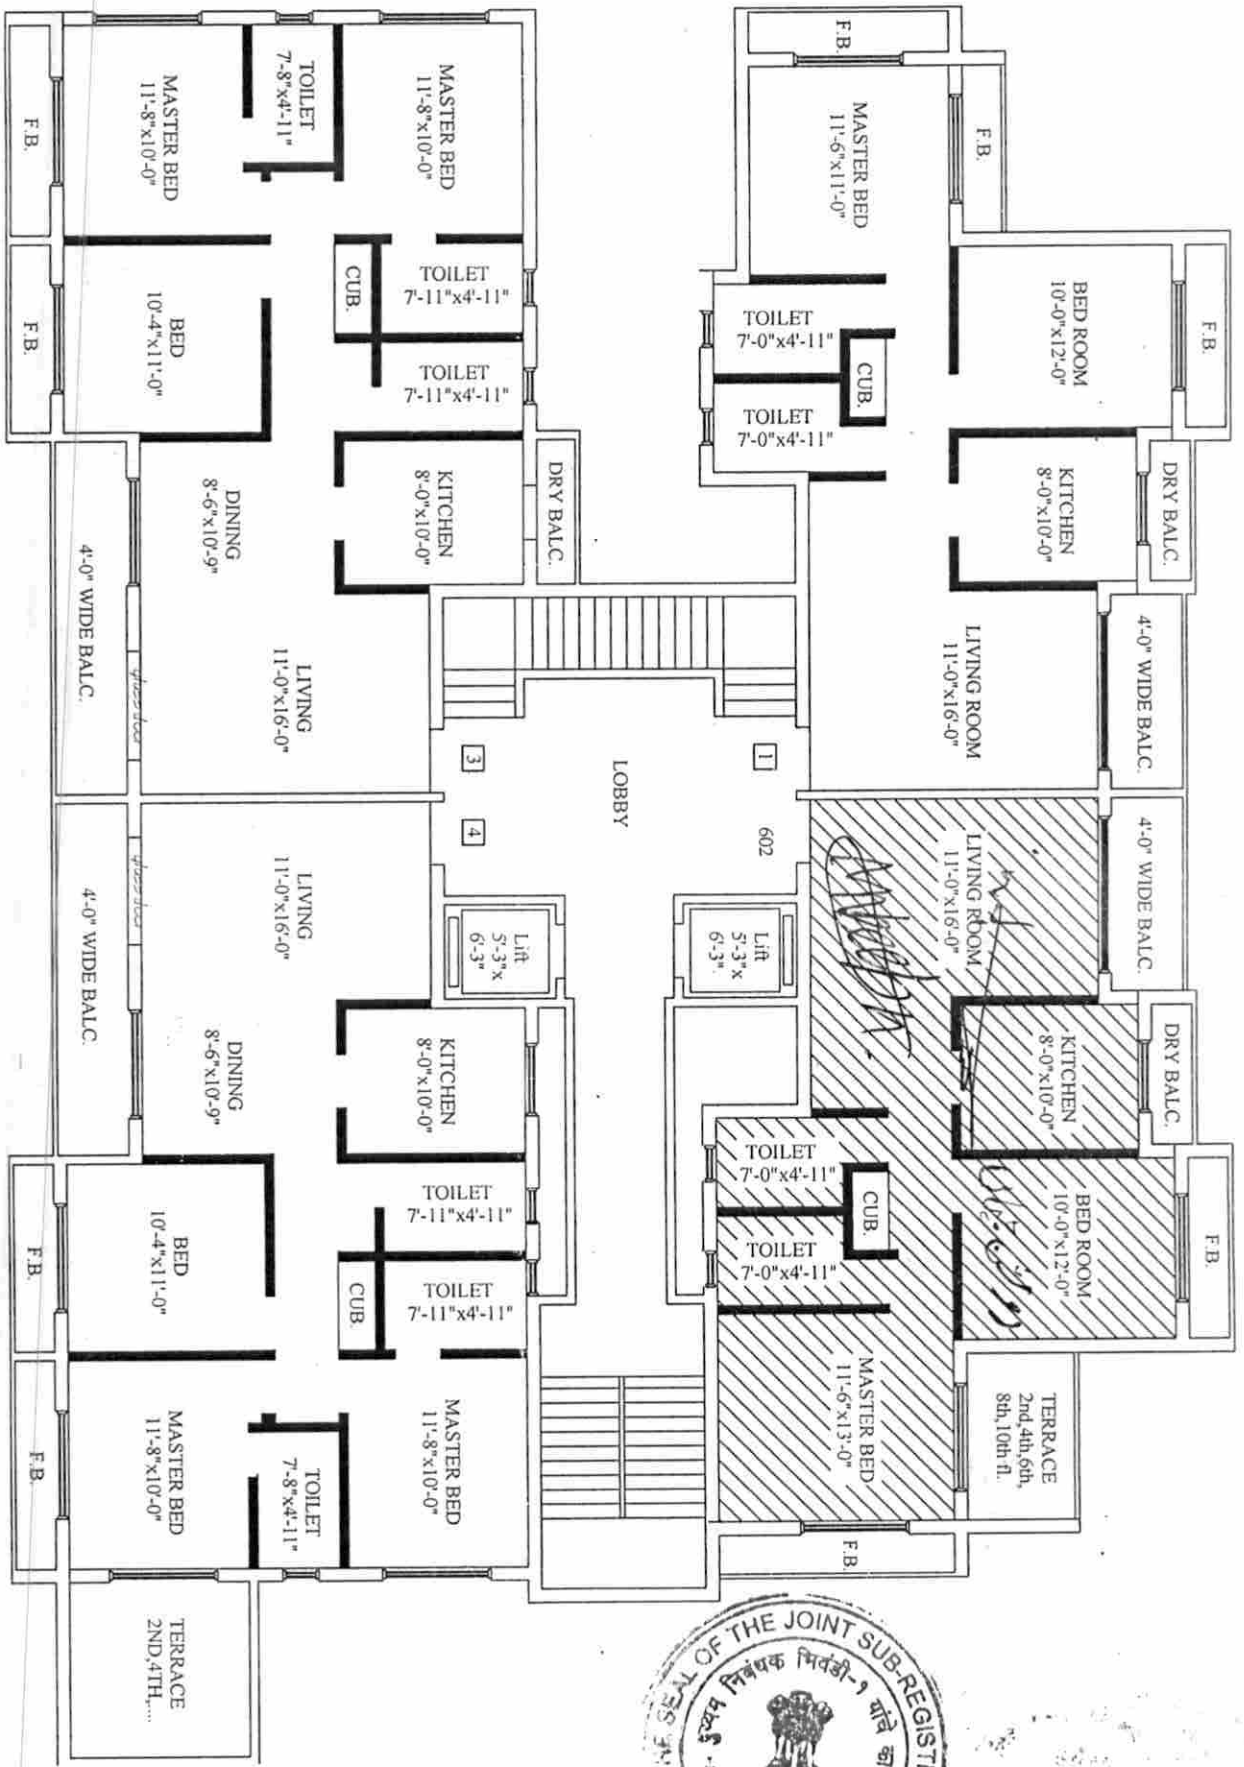 F.B.
MASTER BED
11'-6"x11'-0"
F.B.
BED ROOM
10'-0"x12'-0"
F.B.
TOILET
7'-0"x4'-11"
CUB.
TOILET
7'-0"x4'-11"
KITCHEN
8'-0"x10'-0"
DRY BALC.
LIVING ROOM
11'-0"x16'-0"
4'-0" WIDE BALC.
MASTER BED
11'-8"x10'-0"
TOILET
7'-8"x4'-11"
MASTER BED
11'-8"x10'-0"
F.B.
TOILET
7'-11"x4'-11"
CUB.
BED
10'-4"x11'-0"
F.B.
TOILET
7'-11"x4'-11"
KITCHEN
8'-0"x10'-0"
DRY BALC.
DINING
8'-6"x10'-9"
4'-0" WIDE BALC.
LIVING
11'-0"x16'-0"
glass door
3
4
LOBBY
1
602
Lift
5'-3"x
6'-3"
Lift
5'-3"x
6'-3"
LIVING ROOM
11'-0"x16'-0"
4'-0" WIDE BALC.
KITCHEN
8'-0"x10'-0"
DRY BALC.
TOILET
7'-0"x4'-11"
CUB.
TOILET
7'-0"x4'-11"
BED ROOM
10'-0"x12'-0"
F.B.
MASTER BED
11'-6"x13'-0"
TERRACE
2nd,4th,6th,
8th,10th fl.
F.B.
LIVING
11'-0"x16'-0"
glass door
4'-0" WIDE BALC.
DINING
8'-6"x10'-9"
KITCHEN
8'-0"x10'-0"
TOILET
7'-11"x4'-11"
BED
10'-4"x11'-0"
F.B.
CUB.
TOILET
7'-11"x4'-11"
MASTER BED
11'-8"x10'-0"
TOILET
7'-8"x4'-11"
MASTER BED
11'-8"x10'-0"
F.B.
TERRACE
2ND,4TH,...
SEAL OF THE JOINT SUB-REGIST
निबंधक भिवंडी-१ यांचे